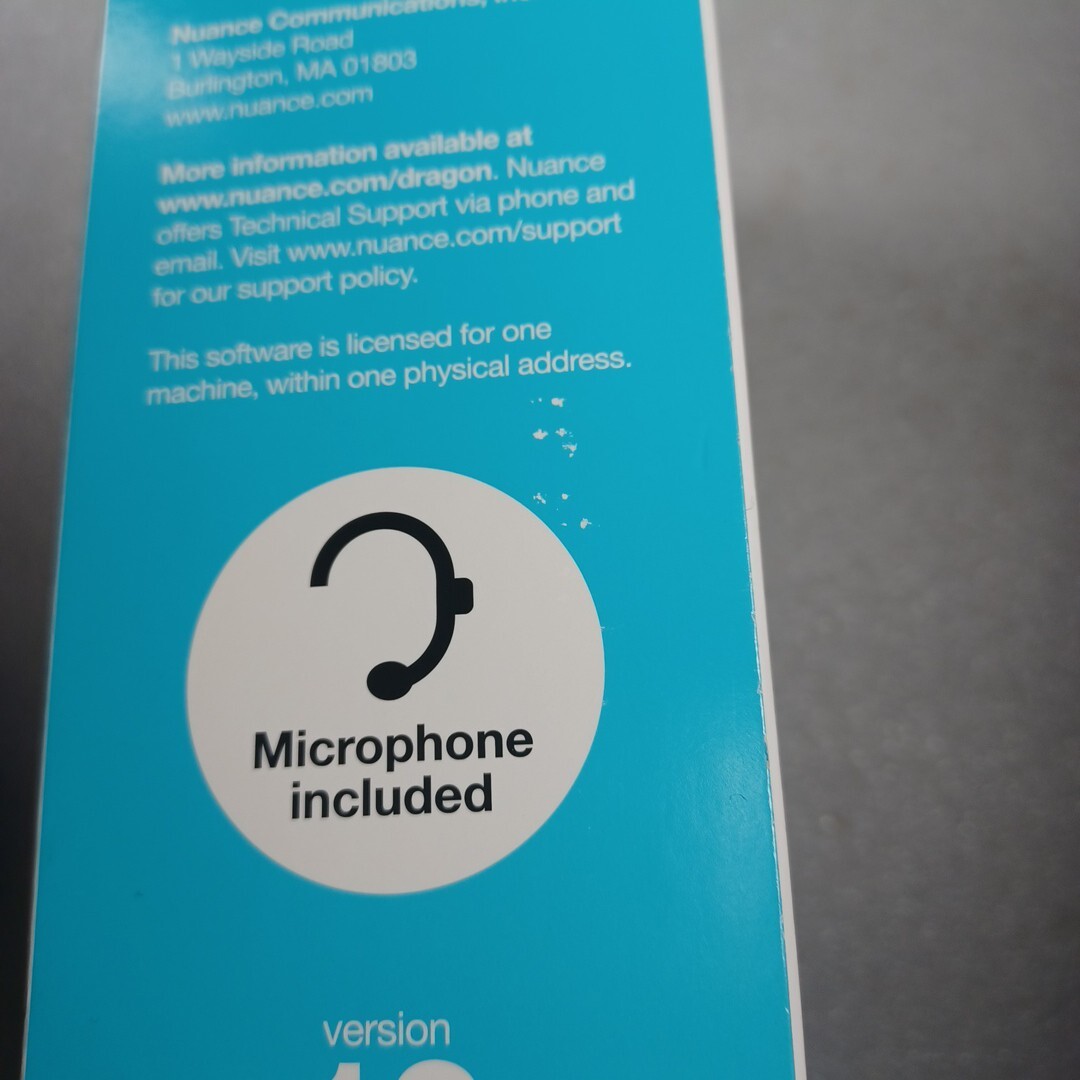 Nuance Communications, Inc.
1 Wayside Road
Burlington, MA 01803
www.nuance.com
More information available at
www.nuance.com/dragon. Nuance
offers Technical Support via phone and
email. Visit www.nuance.com/support
for our support policy.
This software is licensed for one
machine, within one physical address.
Microphone
included
version